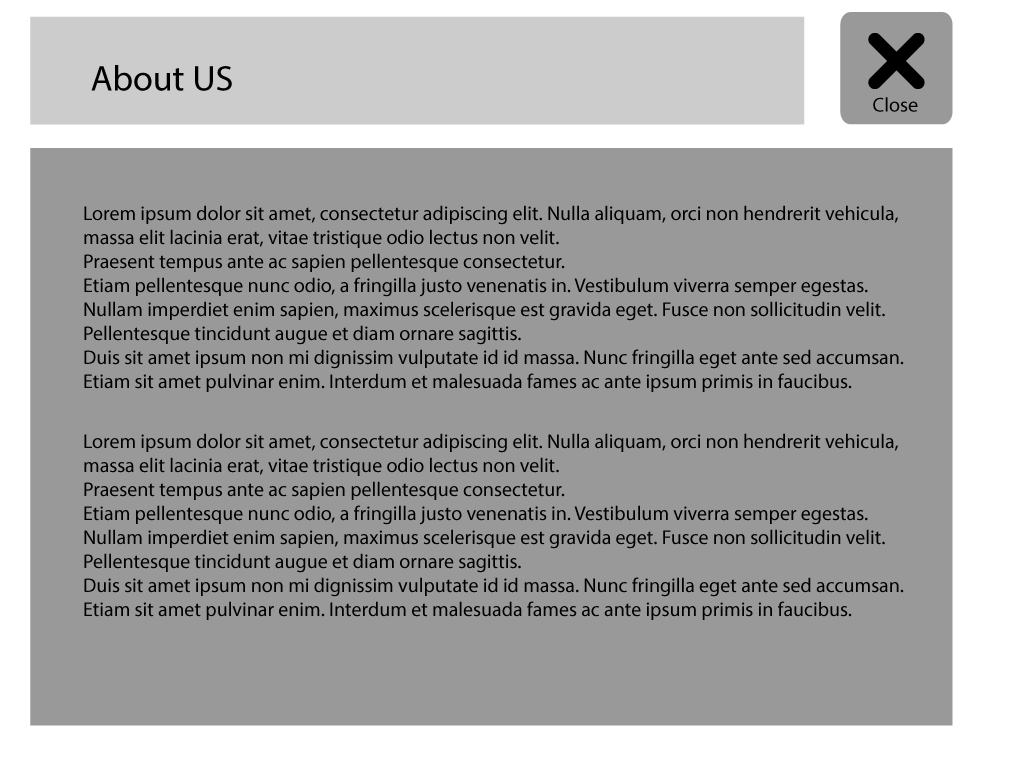 About US
Close
Lorem ipsum dolor sit amet, consectetur adipiscing elit. Nulla aliquam, orci non hendrerit vehicula,
massa elit lacinia erat, vitae tristique odio lectus non velit.
Praesent tempus ante ac sapien pellentesque consectetur.
Etiam pellentesque nunc odio, a fringilla justo venenatis in. Vestibulum viverra semper egestas.
Nullam imperdiet enim sapien, maximus scelerisque est gravida eget. Fusce non sollicitudin velit.
Pellentesque tincidunt augue et diam ornare sagittis.
Duis sit amet ipsum non mi dignissim vulputate id id massa. Nunc fringilla eget ante sed accumsan.
Etiam sit amet pulvinar enim. Interdum et malesuada fames ac ante ipsum primis in faucibus.
Lorem ipsum dolor sit amet, consectetur adipiscing elit. Nulla aliquam, orci non hendrerit vehicula,
massa elit lacinia erat, vitae tristique odio lectus non velit.
Praesent tempus ante ac sapien pellentesque consectetur.
Etiam pellentesque nunc odio, a fringilla justo venenatis in. Vestibulum viverra semper egestas.
Nullam imperdiet enim sapien, maximus scelerisque est gravida eget. Fusce non sollicitudin velit.
Pellentesque tincidunt augue et diam ornare sagittis.
Duis sit amet ipsum non mi dignissim vulputate id id massa. Nunc fringilla eget ante sed accumsan.
Etiam sit amet pulvinar enim. Interdum et malesuada fames ac ante ipsum primis in faucibus.